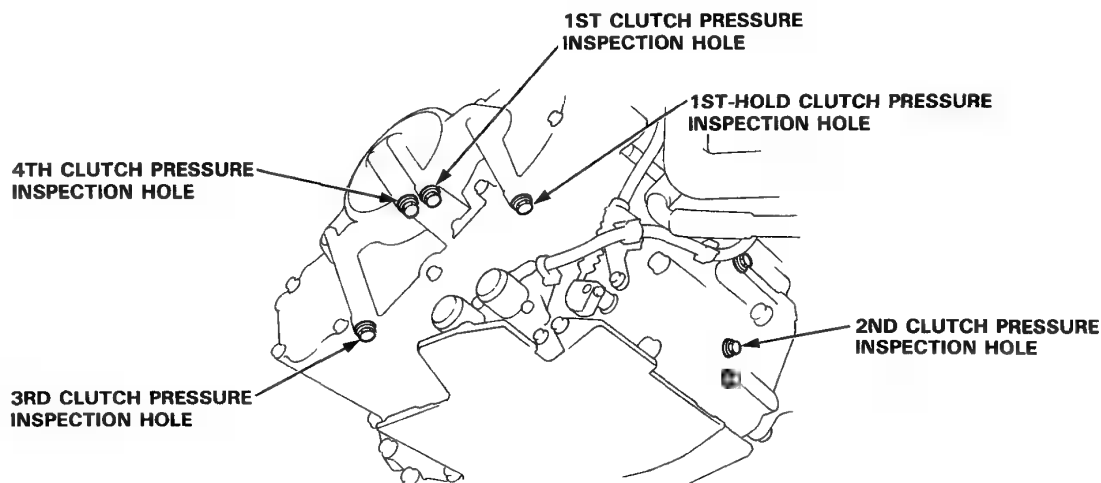 1ST CLUTCH PRESSURE
INSPECTION HOLE
1ST-HOLD CLUTCH PRESSURE
INSPECTION HOLE
4TH CLUTCH PRESSURE
INSPECTION HOLE
2ND CLUTCH PRESSURE
INSPECTION HOLE
3RD CLUTCH PRESSURE
INSPECTION HOLE